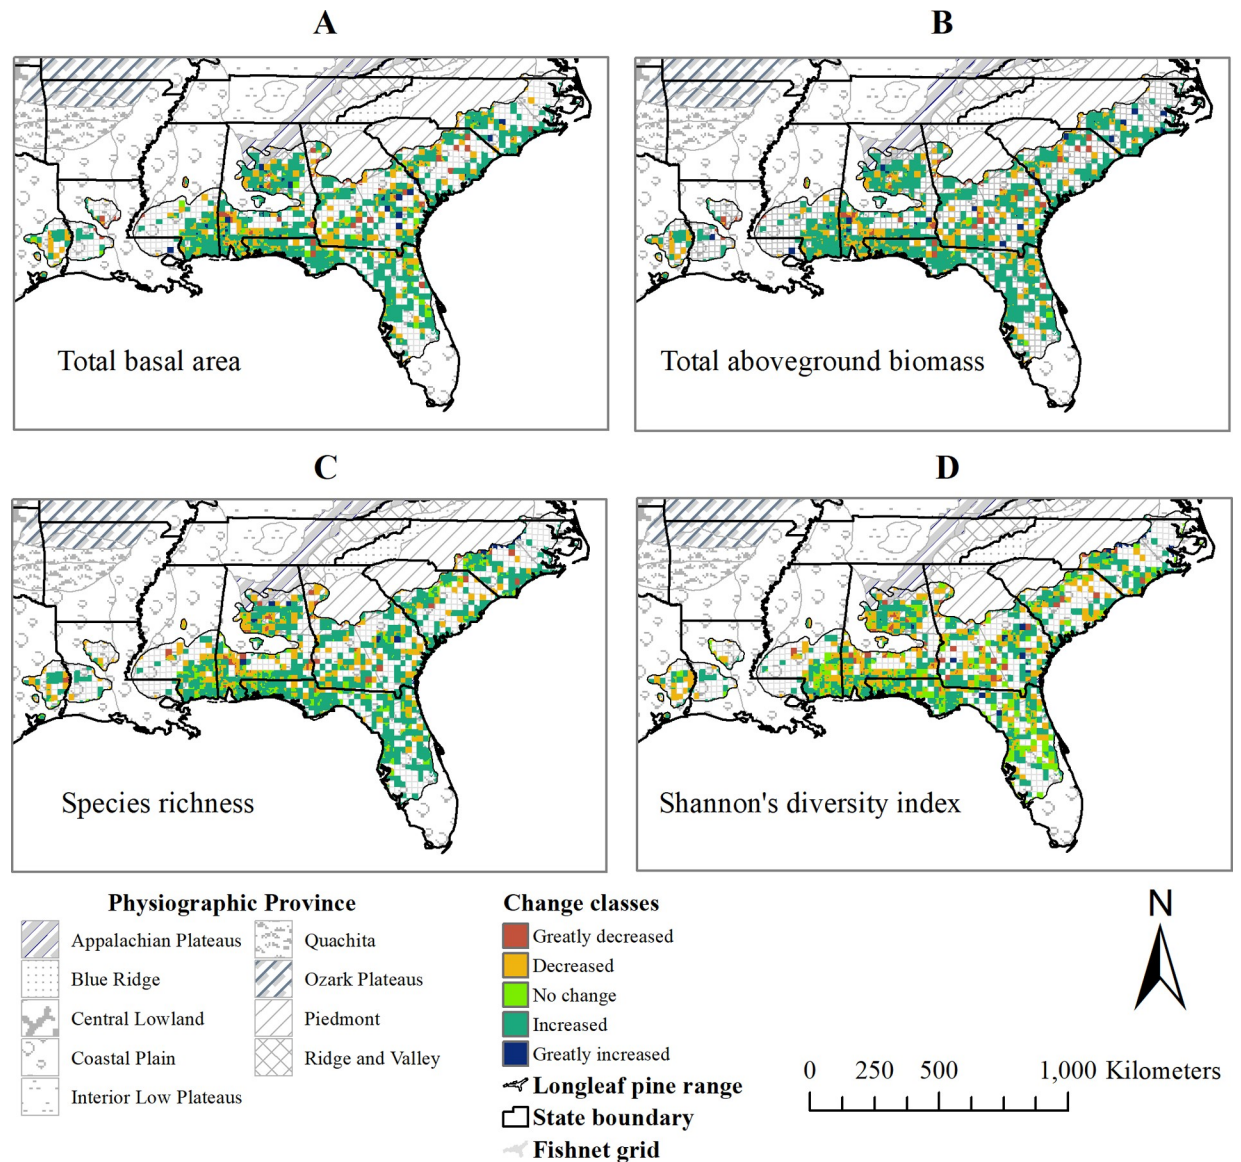 A
B
Total basal area
Total aboveground biomass
C
D
Species richness
Shannon's diversity index
Physiographic Province
Appalachian Plateaus
Blue Ridge
Central Lowland
Coastal Plain
Interior Low Plateaus
Quachita
Ozark Plateaus
Piedmont
Ridge and Valley
Change classes
Greatly decreased
Decreased
No change
Increased
Greatly increased
Longleaf pine range
State boundary
Fishnet grid
N
0 250 500 1,000 Kilometers